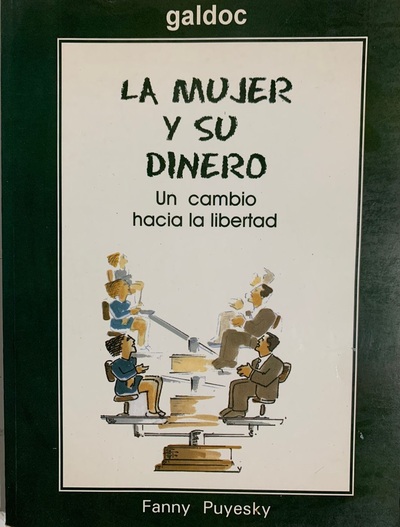 galdoc
LA MUJER
Y SU
DINERO
Un cambio
hacia la libertad
Fanny Puyesky